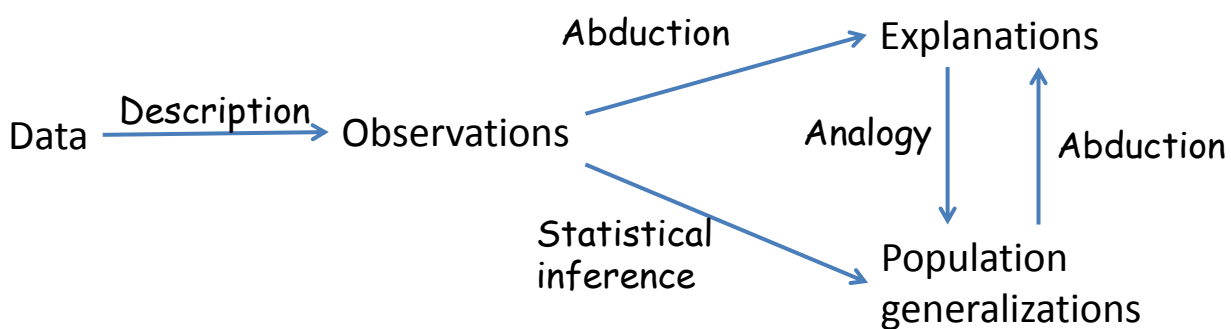 Abduction
Explanations
Description
Data
Observations
Analogy
Abduction
Statistical
inference
Population
generalizations